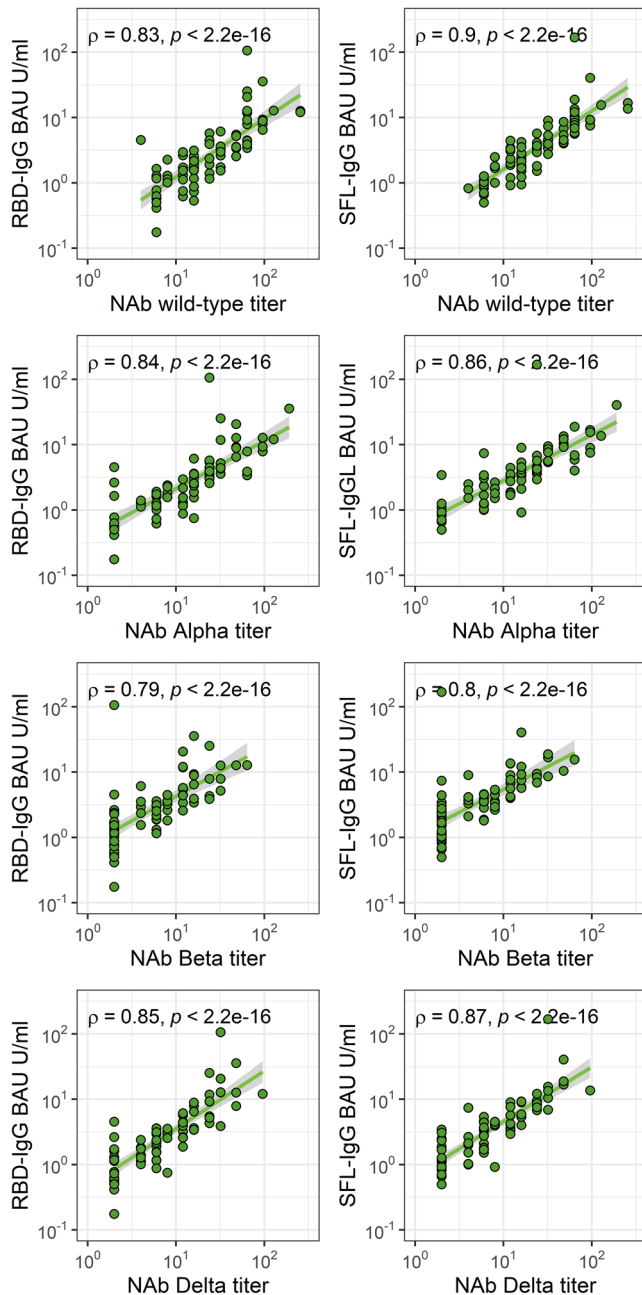 ρ = 0.83, p < 2.2e-16
RBD-IgG BAU U/ml
10²
10¹
10⁰
10⁻¹
10⁰ 10¹ 10²
NAb wild-type titer
ρ = 0.9, p < 2.2e-16
SFL-IgG BAU U/ml
10²
10¹
10⁰
10⁻¹
10⁰ 10¹ 10²
NAb wild-type titer
ρ = 0.84, p < 2.2e-16
RBD-IgG BAU U/ml
10²
10¹
10⁰
10⁻¹
10⁰ 10¹ 10²
NAb Alpha titer
ρ = 0.86, p < 2.2e-16
SFL-IgGL BAU U/ml
10²
10¹
10⁰
10⁻¹
10⁰ 10¹ 10²
NAb Alpha titer
ρ = 0.79, p < 2.2e-16
RBD-IgG BAU U/ml
10²
10¹
10⁰
10⁻¹
10⁰ 10¹ 10²
NAb Beta titer
ρ = 0.8, p < 2.2e-16
SFL-IgG BAU U/ml
10²
10¹
10⁰
10⁻¹
10⁰ 10¹ 10²
NAb Beta titer
ρ = 0.85, p < 2.2e-16
RBD-IgG BAU U/ml
10²
10¹
10⁰
10⁻¹
10⁰ 10¹ 10²
NAb Delta titer
ρ = 0.87, p < 2.2e-16
SFL-IgG BAU U/ml
10²
10¹
10⁰
10⁻¹
10⁰ 10¹ 10²
NAb Delta titer